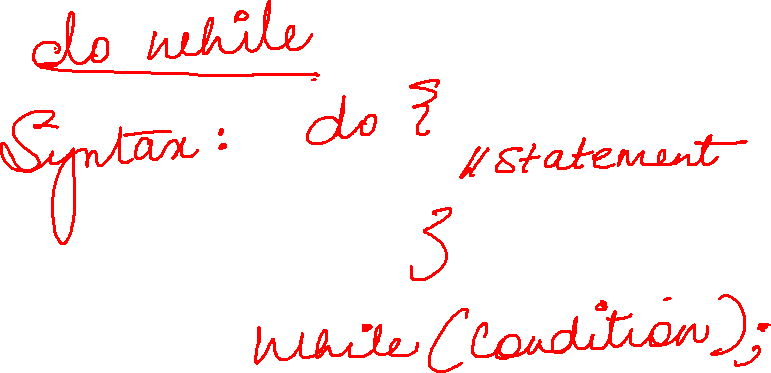 do while
Syntax: do {
//statement
}
while(condition);